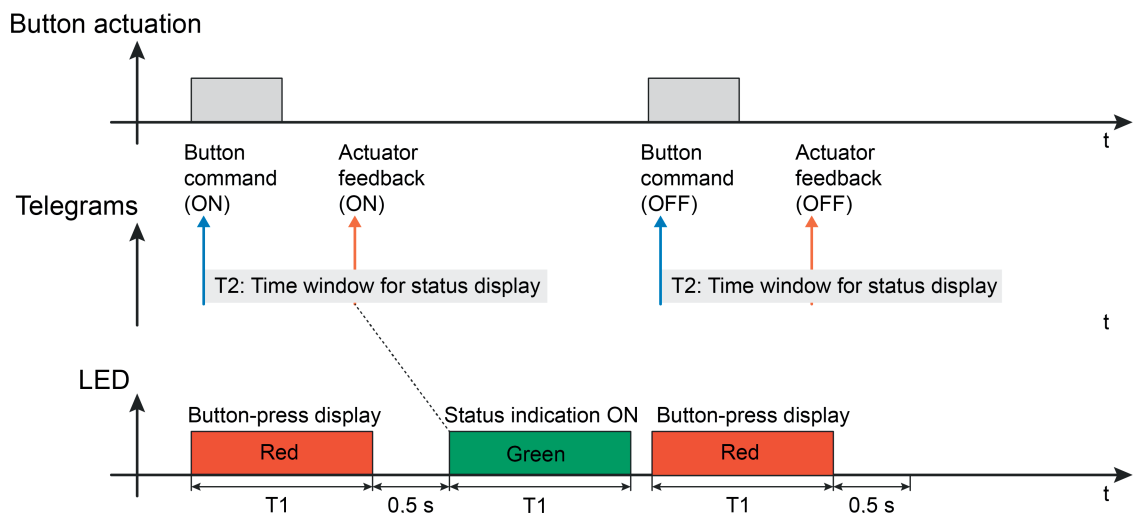 Button actuation
t
Button
command
(ON)
Actuator
feedback
(ON)
Button
command
(OFF)
Actuator
feedback
(OFF)
Telegrams
T2: Time window for status display
T2: Time window for status display
t
LED
Button-press display
Status indication ON
Button-press display
Red
Green
Red
t
T1
0.5 s
T1
T1
0.5 s